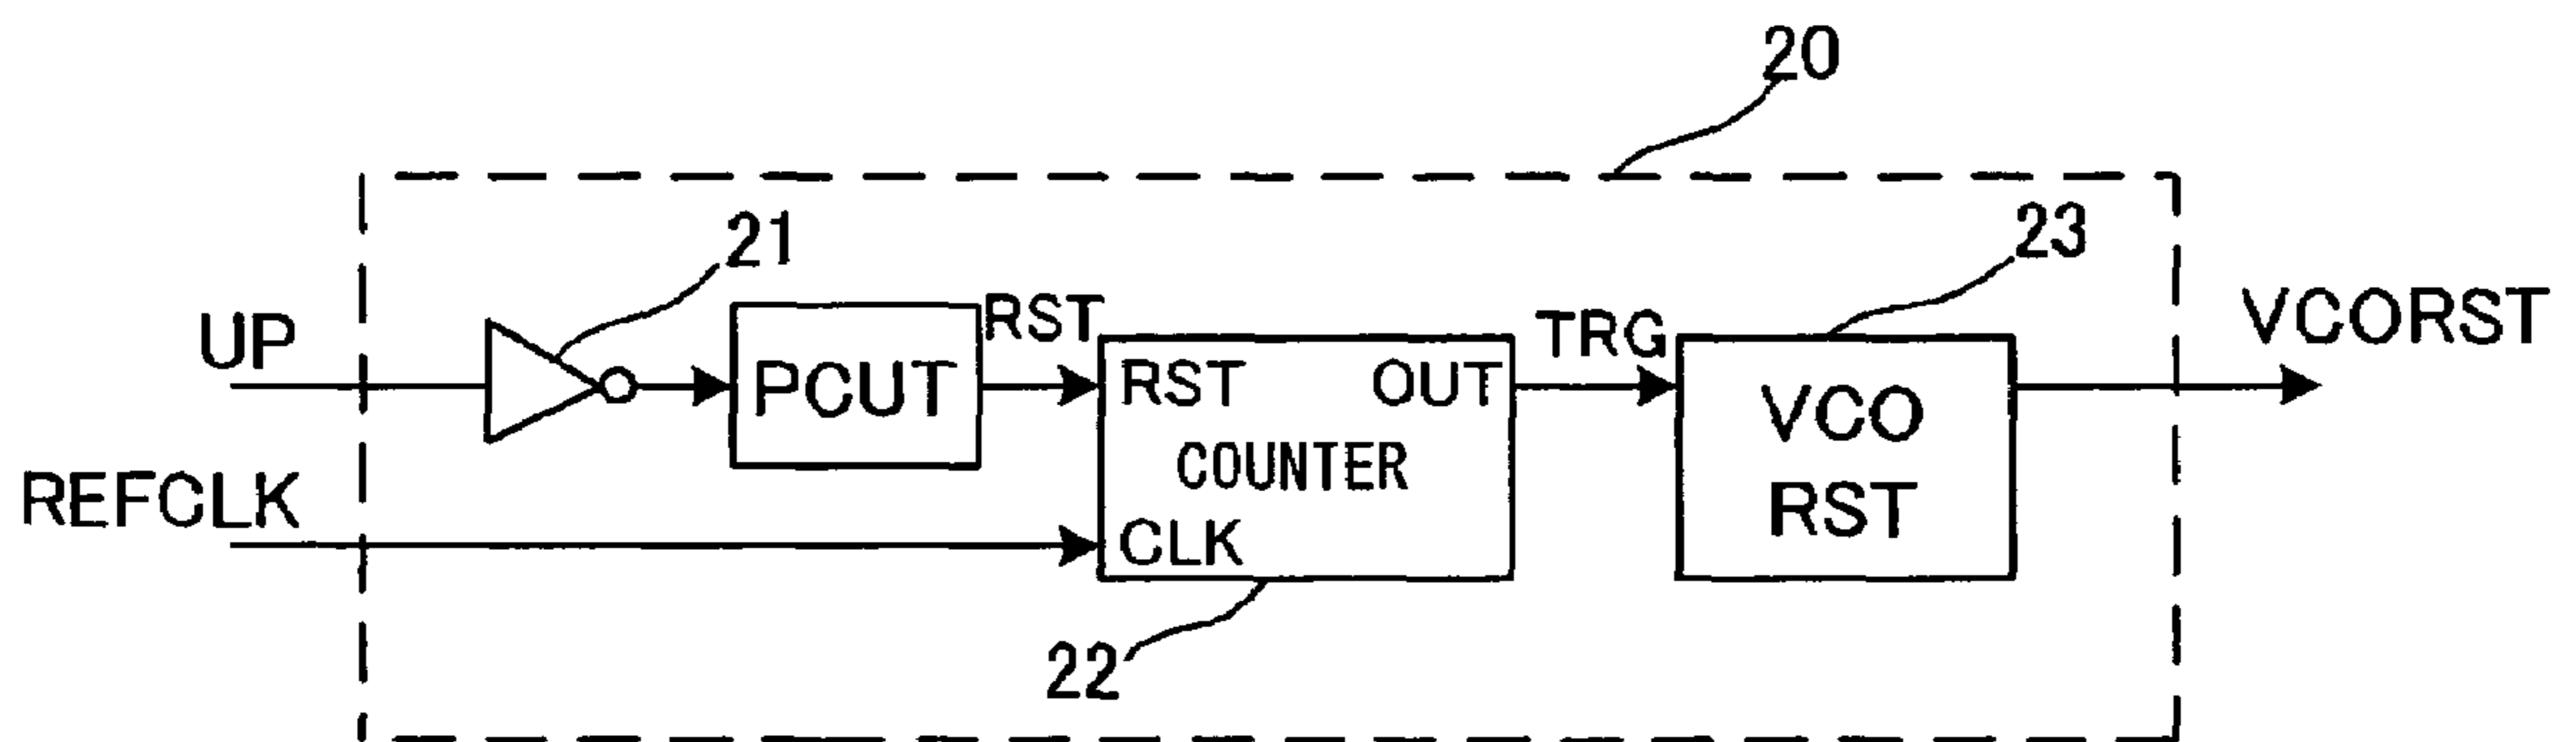 20
21
23
UP
PCUT
RST
RST
OUT
COUNTER
CLK
TRG
VCO
RST
VCORST
REFCLK
22